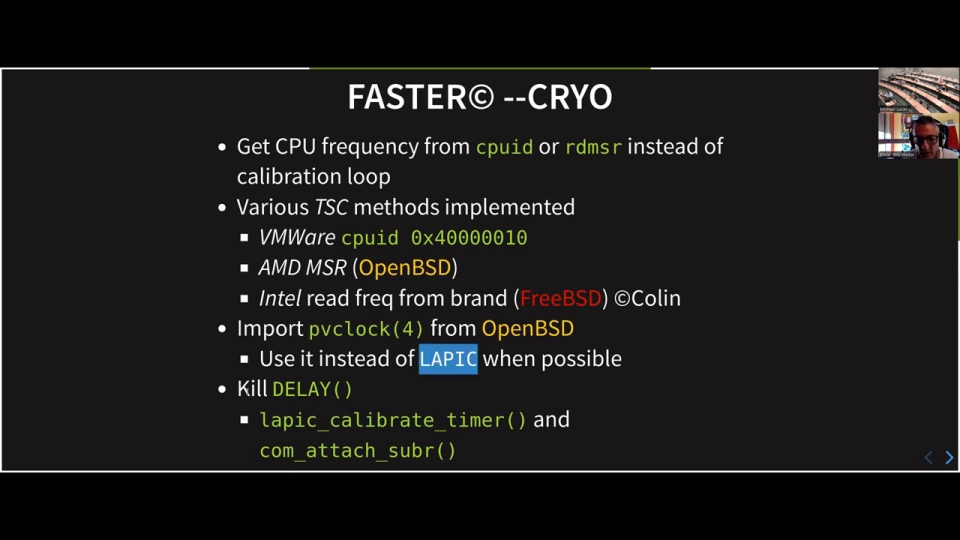 FASTER© --CRYO
Get CPU frequency from cpuid or rdmsr instead of
calibration loop
Various TSC methods implemented
VMWare cpuid 0x40000010
AMD MSR (OpenBSD)
Intel read freq from brand (FreeBSD) ©Colin
Import pvclock(4) from OpenBSD
Use it instead of LAPIC when possible
Kill DELAY()
lapic_calibrate_timer() and
com_attach_subr()